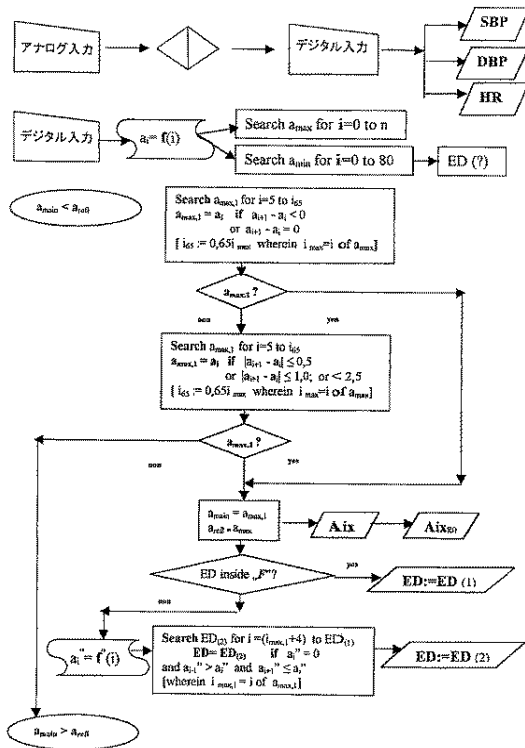 アナログ入力
デジタル入力
SBP
DBP
HR
デジタル入力
aᵢ= f(i)
Search a_max for i=0 to n
Search a_min for i=0 to 80
ED (?)
a_main < a_refl
Search a_max,1 for i=5 to i₆₅
a_max,1 = aᵢ if aᵢ₊₁ - aᵢ < 0
or aᵢ₊₁ - aᵢ = 0
[ i₆₅ := 0,65i_max wherein i_max=i of a_max]
a_max,1 ?
non
yes
Search a_max,1 for i=5 to i₆₅
a_max,1 = aᵢ if |aᵢ₊₁ - aᵢ| ≤ 0,5
or |aᵢ₊₁ - aᵢ| ≤ 1,0; or < 2,5
[ i₆₅ := 0,65i_max wherein i_max=i of a_max]
a_max,1 ?
non
yes
a_main = a_max,1
= a_max
Aix
Aix₈₀
ED inside „F"?
yes
ED:=ED (1)
non
aᵢ"= f"(i)
Search ED₍₂₎ for i =(i_max,1+4) to ED₍₁₎
ED= ED₍₂₎ if aᵢ" = 0
and aᵢ₋₁" > aᵢ" and aᵢ₊₁" ≤ aᵢ"
[wherein i_max,1 = i of a_max,1]
ED:=ED (2)
a_main > a_refl